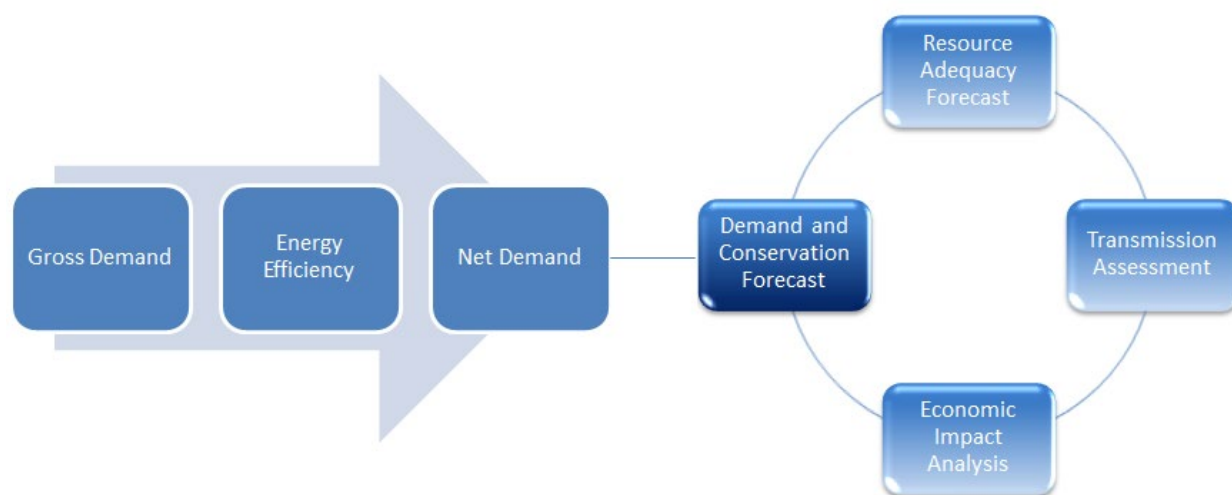 Gross Demand
Energy
Efficiency
Net Demand
Resource
Adequacy
Forecast
Demand and
Conservation
Forecast
Transmission
Assessment
Economic
Impact
Analysis